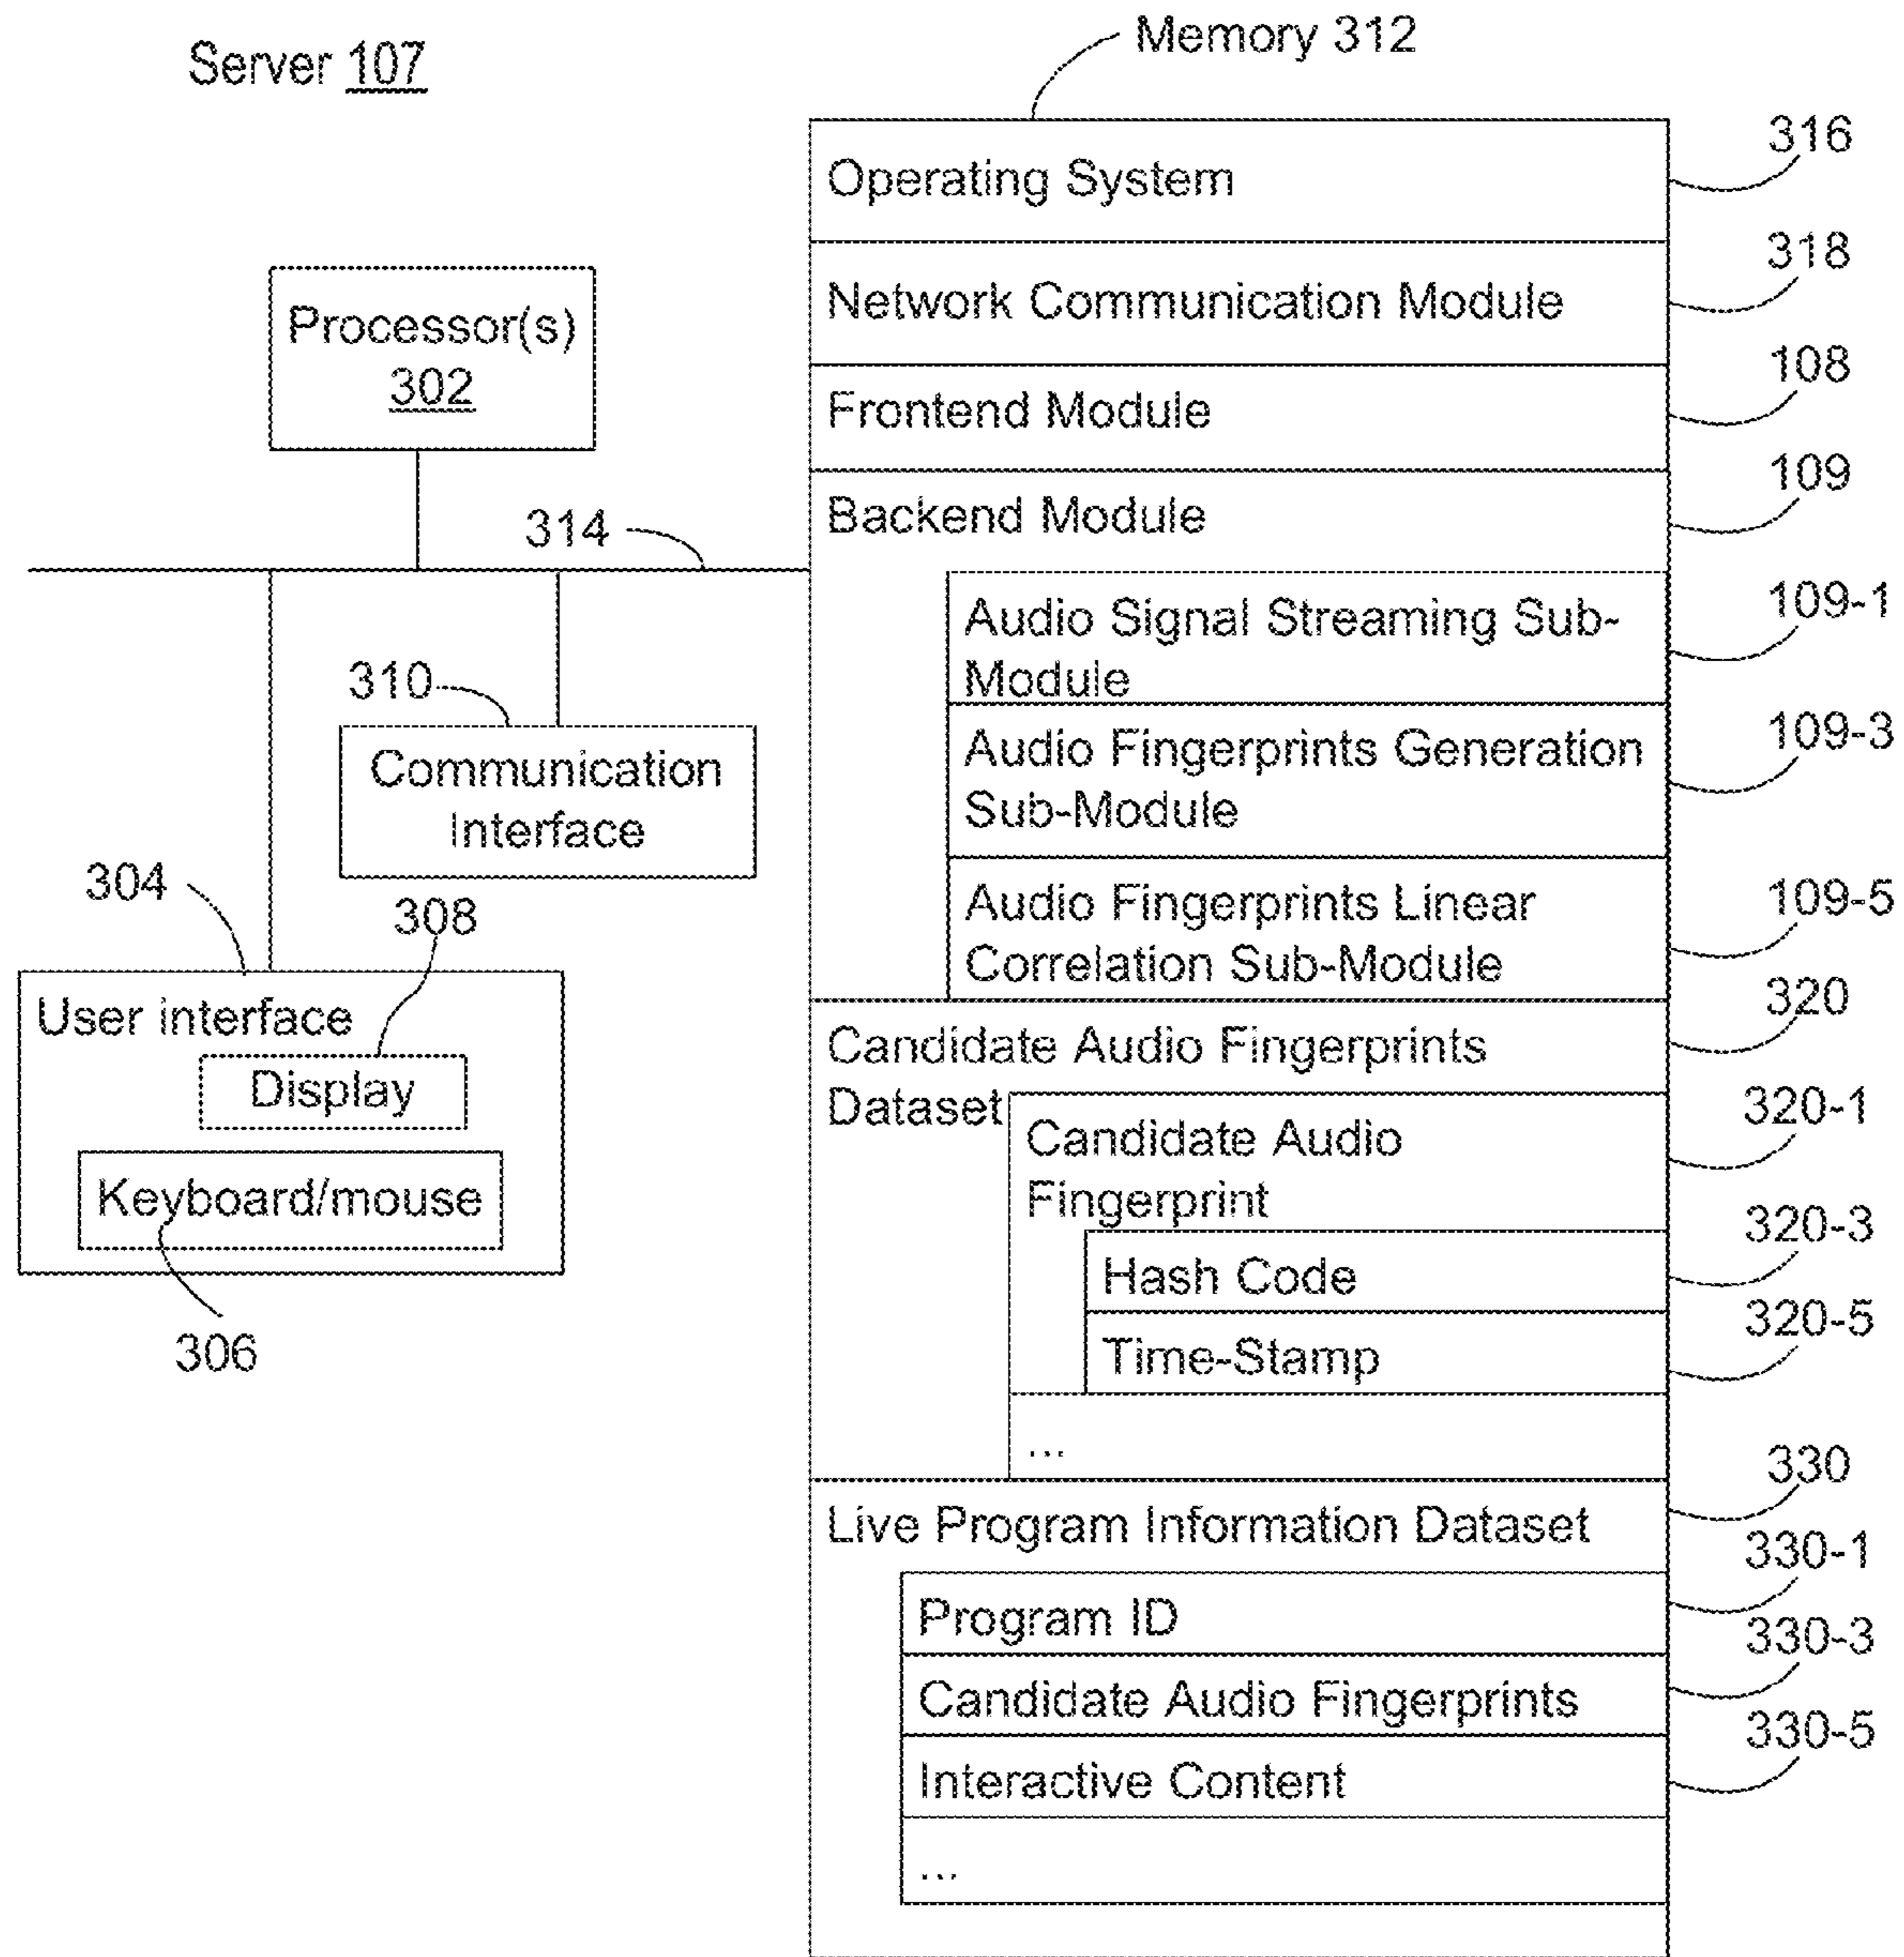 Server 107
Memory 312
Operating System
316
Network Communication Module
318
Processor(s)
302
Frontend Module
108
Backend Module
109
314
Audio Signal Streaming Sub-
Module
109-1
310
Communication
Interface
Audio Fingerprints Generation
Sub-Module
109-3
304
308
Audio Fingerprints Linear
Correlation Sub-Module
109-5
User interface
Display
Keyboard/mouse
306
Candidate Audio Fingerprints
Dataset
320
Candidate Audio
Fingerprint
320-1
Hash Code
320-3
Time-Stamp
320-5
...
Live Program Information Dataset
330
Program ID
330-1
Candidate Audio Fingerprints
330-3
Interactive Content
330-5
...